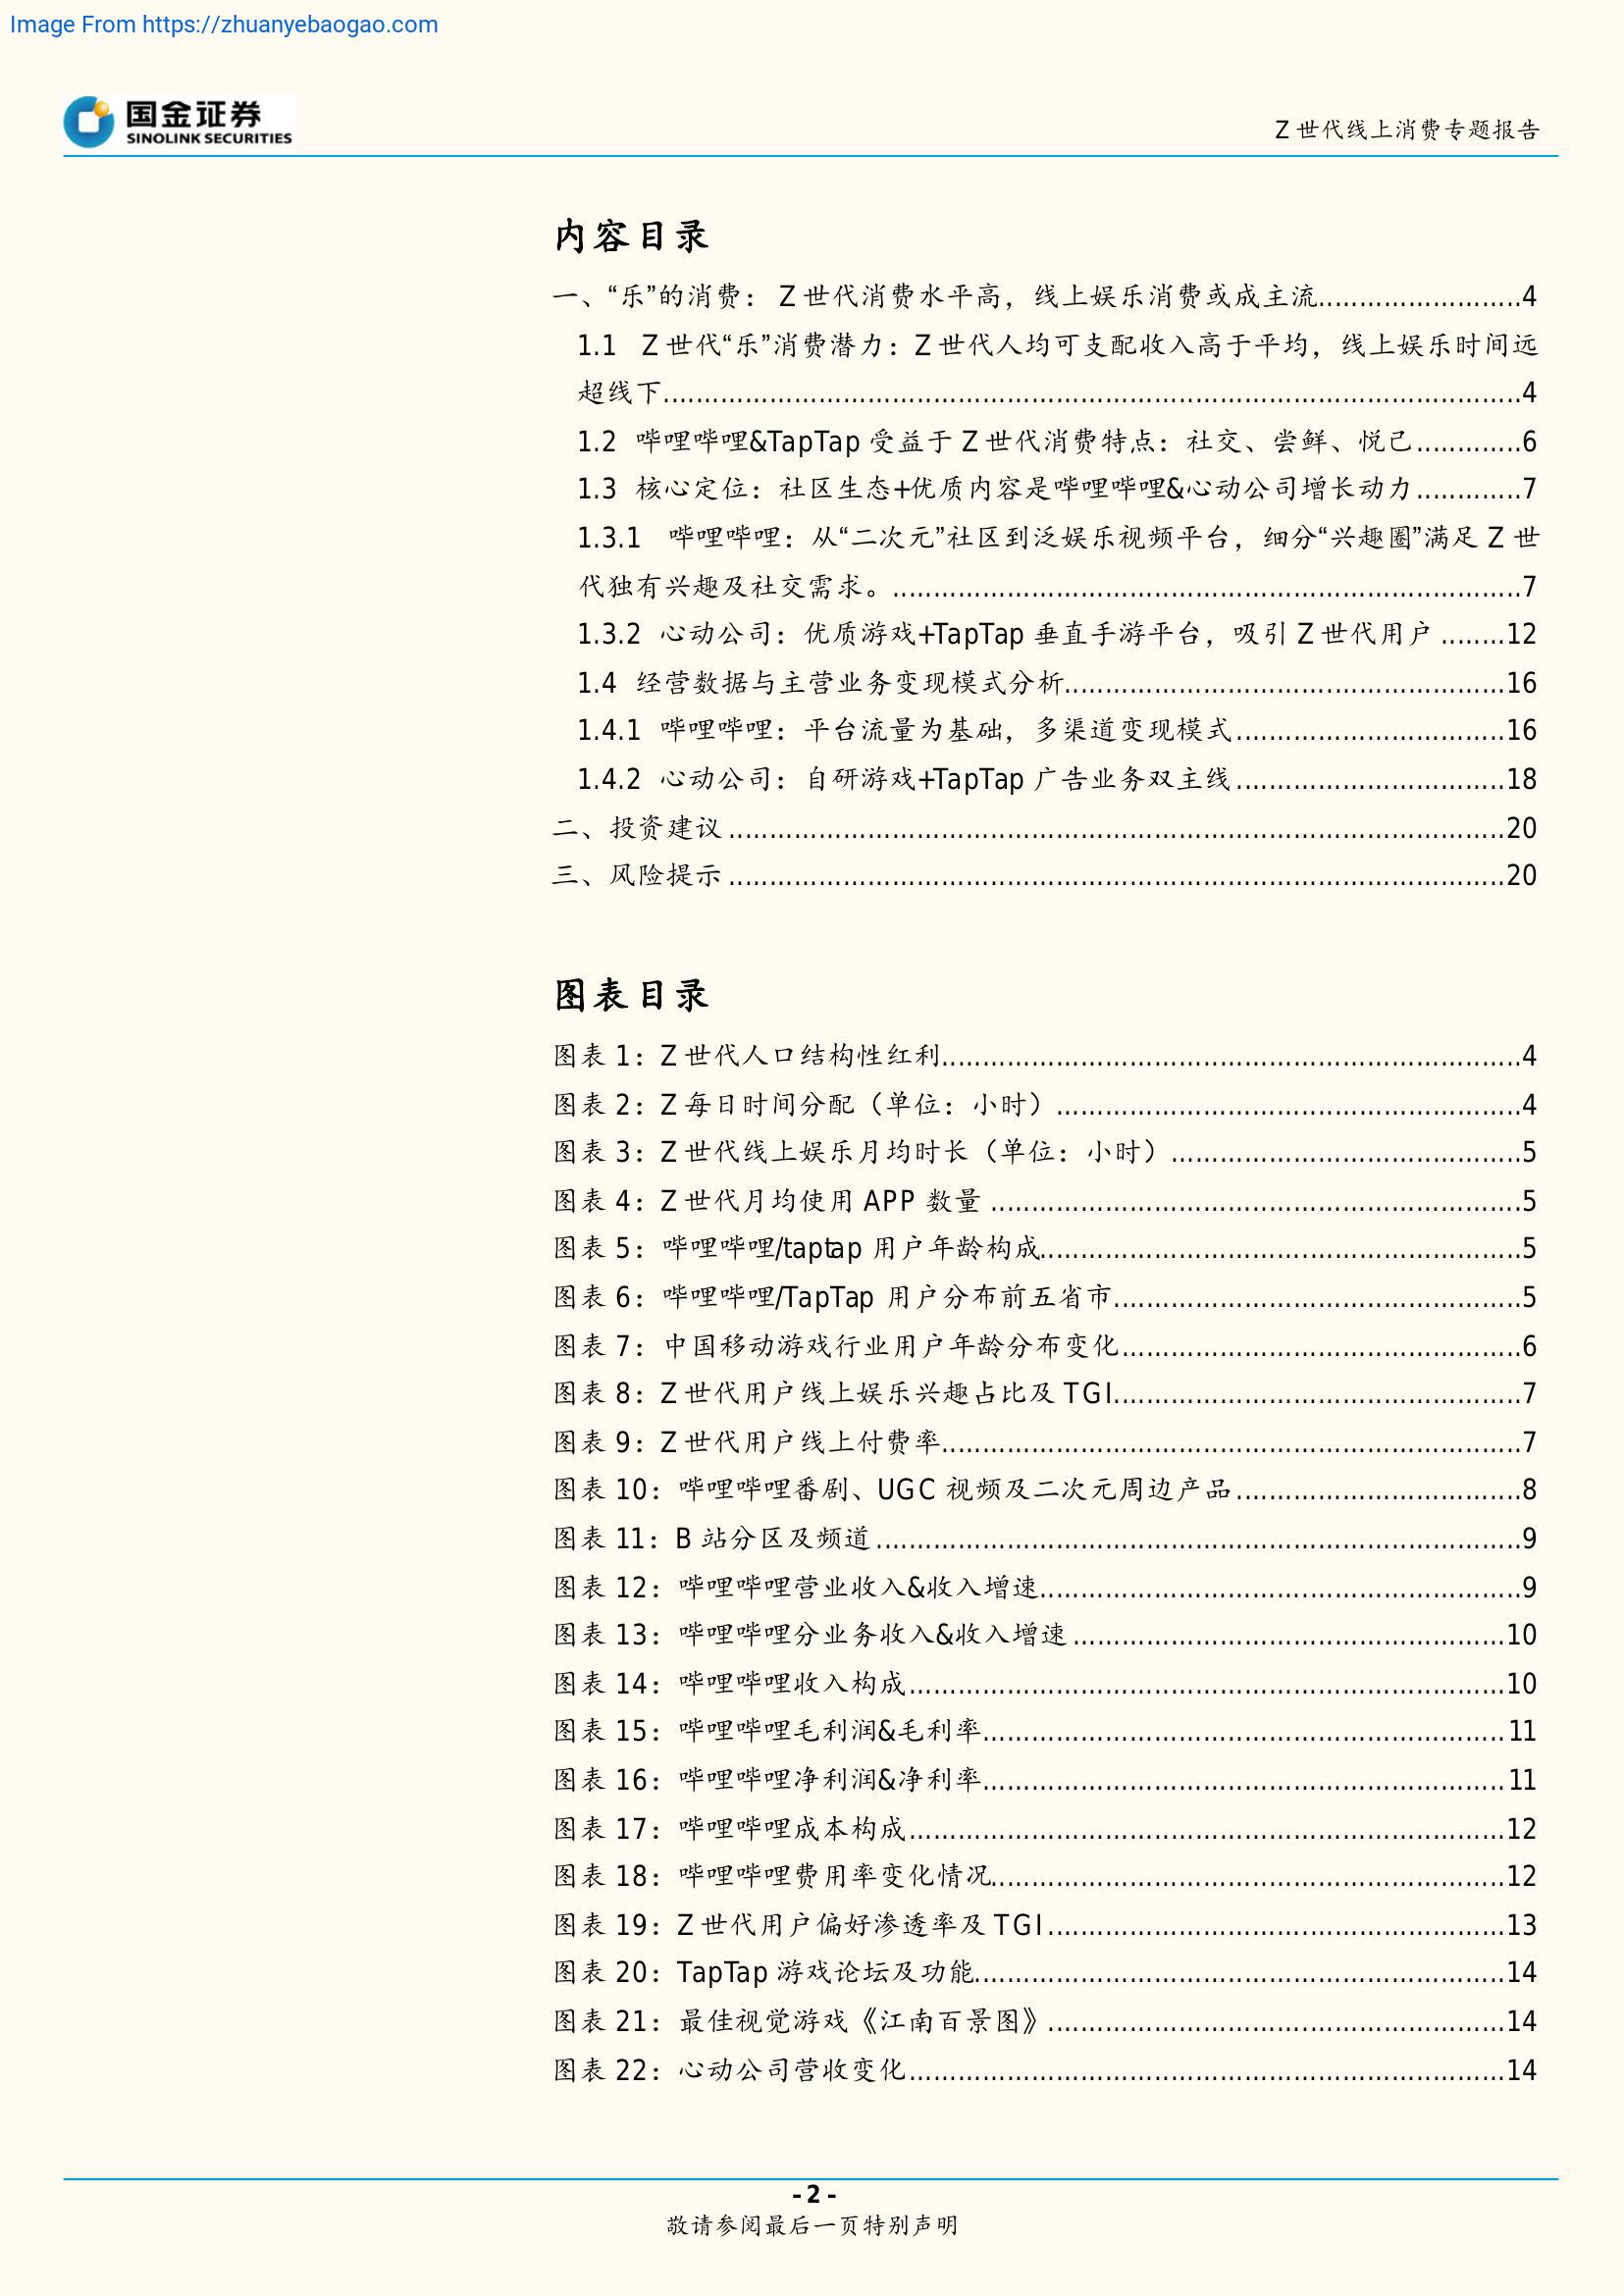 Image From https://zhuanyebaogao.com
国金证券
SINOLINK SECURITIES
Z 世代线上消费专题报告
内容目录
一、“乐”的消费： Z 世代消费水平高，线上娱乐消费或成主流........................4
1.1 Z 世代“乐”消费潜力：Z 世代人均可支配收入高于平均，线上娱乐时间远
超线下........................................................................................................4
1.2 哔哩哔哩&TapTap 受益于 Z 世代消费特点：社交、尝鲜、悦己.............6
1.3 核心定位：社区生态+优质内容是哔哩哔哩&心动公司增长动力.............7
1.3.1 哔哩哔哩：从“二次元”社区到泛娱乐视频平台，细分“兴趣圈”满足 Z 世
代独有兴趣及社交需求。............................................................................7
1.3.2 心动公司：优质游戏+TapTap 垂直手游平台，吸引 Z 世代用户 ........12
1.4 经营数据与主营业务变现模式分析.....................................................16
1.4.1 哔哩哔哩：平台流量为基础，多渠道变现模式.................................16
1.4.2 心动公司：自研游戏+TapTap 广告业务双主线.................................18
二、投资建议 ..............................................................................................20
三、风险提示 ..............................................................................................20
图表目录
图表 1：Z 世代人口结构性红利......................................................................4
图表 2：Z 每日时间分配（单位：小时）........................................................4
图表 3：Z 世代线上娱乐月均时长（单位：小时）..........................................5
图表 4：Z 世代月均使用 APP 数量 ................................................................5
图表 5：哔哩哔哩/taptap 用户年龄构成..........................................................5
图表 6：哔哩哔哩/TapTap 用户分布前五省市.................................................5
图表 7：中国移动游戏行业用户年龄分布变化................................................6
图表 8：Z 世代用户线上娱乐兴趣占比及 TGI.................................................7
图表 9：Z 世代用户线上付费率......................................................................7
图表 10：哔哩哔哩番剧、UGC 视频及二次元周边产品..................................8
图表 11：B 站分区及频道..............................................................................9
图表 12：哔哩哔哩营业收入&收入增速..........................................................9
图表 13：哔哩哔哩分业务收入&收入增速....................................................10
图表 14：哔哩哔哩收入构成........................................................................10
图表 15：哔哩哔哩毛利润&毛利率...............................................................11
图表 16：哔哩哔哩净利润&净利率...............................................................11
图表 17：哔哩哔哩成本构成........................................................................12
图表 18：哔哩哔哩费用率变化情况..............................................................12
图表 19：Z 世代用户偏好渗透率及 TGI.......................................................13
图表 20：TapTap 游戏论坛及功能................................................................14
图表 21：最佳视觉游戏《江南百景图》.......................................................14
图表 22：心动公司营收变化........................................................................14
- 2 -
敬请参阅最后一页特别声明